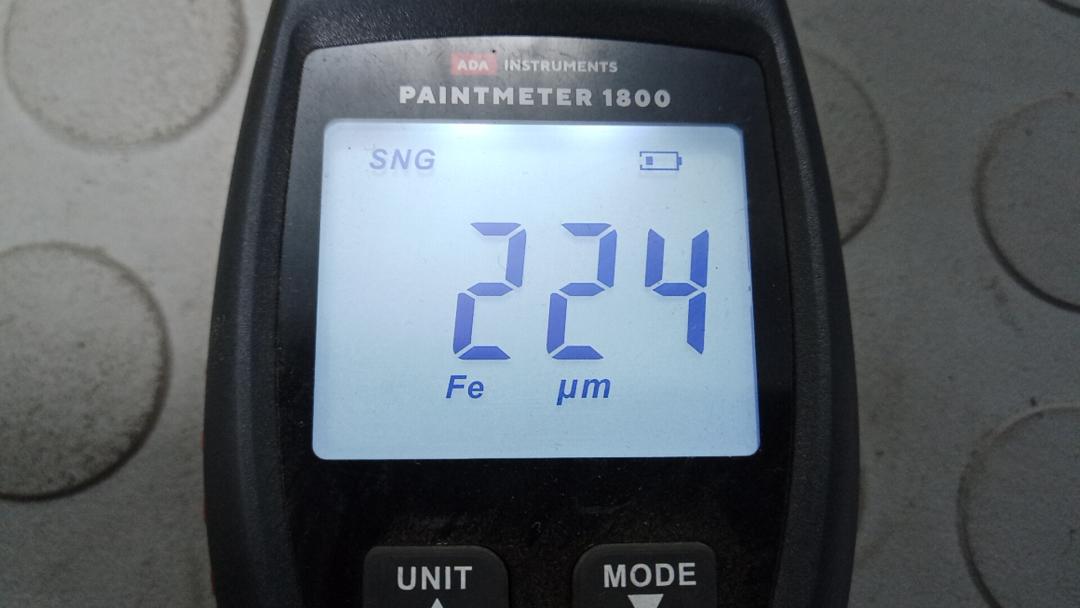 ADA INSTRUMENTS
PAINTMETER 1800
SNG
224
Fe μm
UNIT MODE